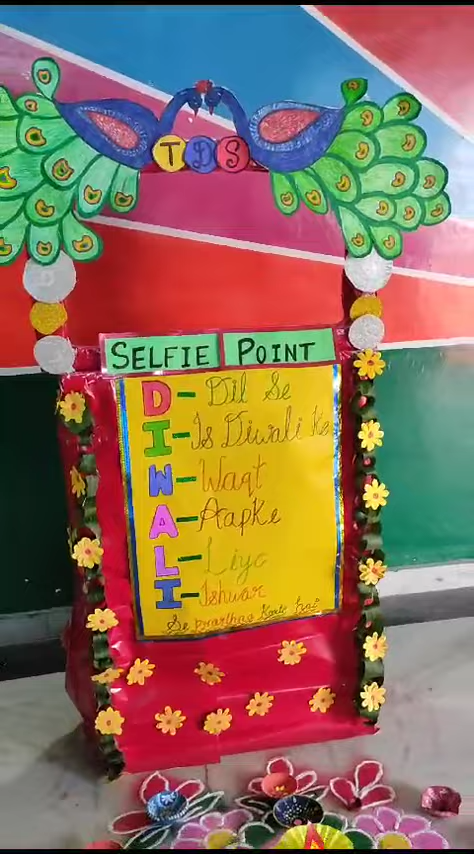 TDS
SELFIE POINT
D- Dil Se
I- Is Diwali Ke
W- Waqt
A- Aapke
L- Liye
I- Ishwar
Se prarthna Karte hai